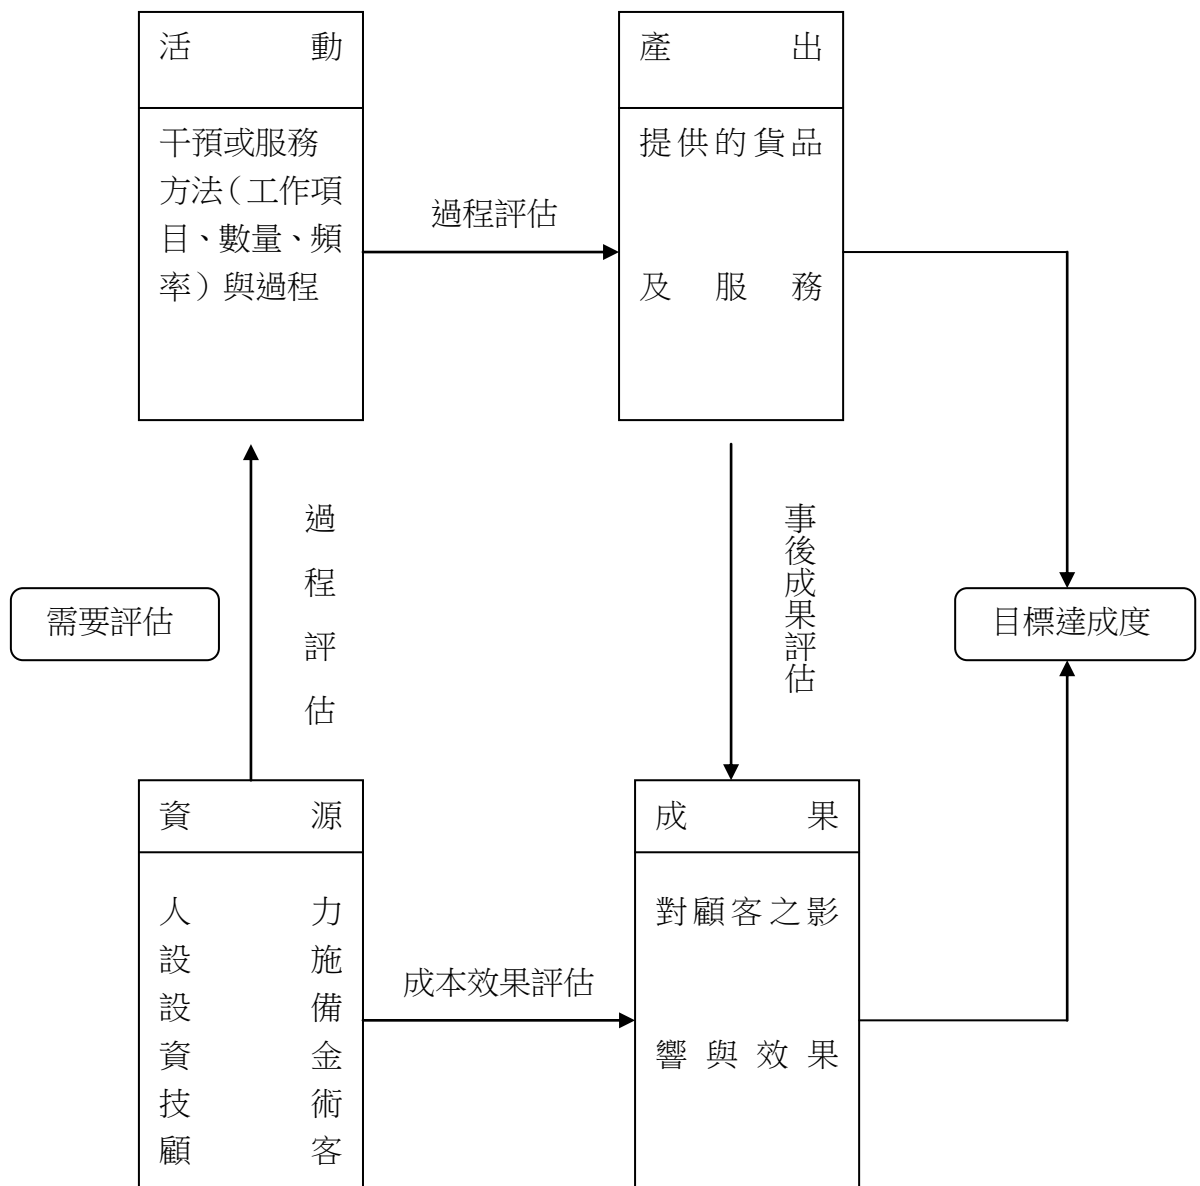 活動
干預或服務
方法（工作項
目、數量、頻
率）與過程
過程評估
產出
提供的貨品
及服務
過程評估
事後成果評估
需要評估
目標達成度
資源
人力
設施
設備
資金
技術
顧客
成本效果評估
成果
對顧客之影
響與效果